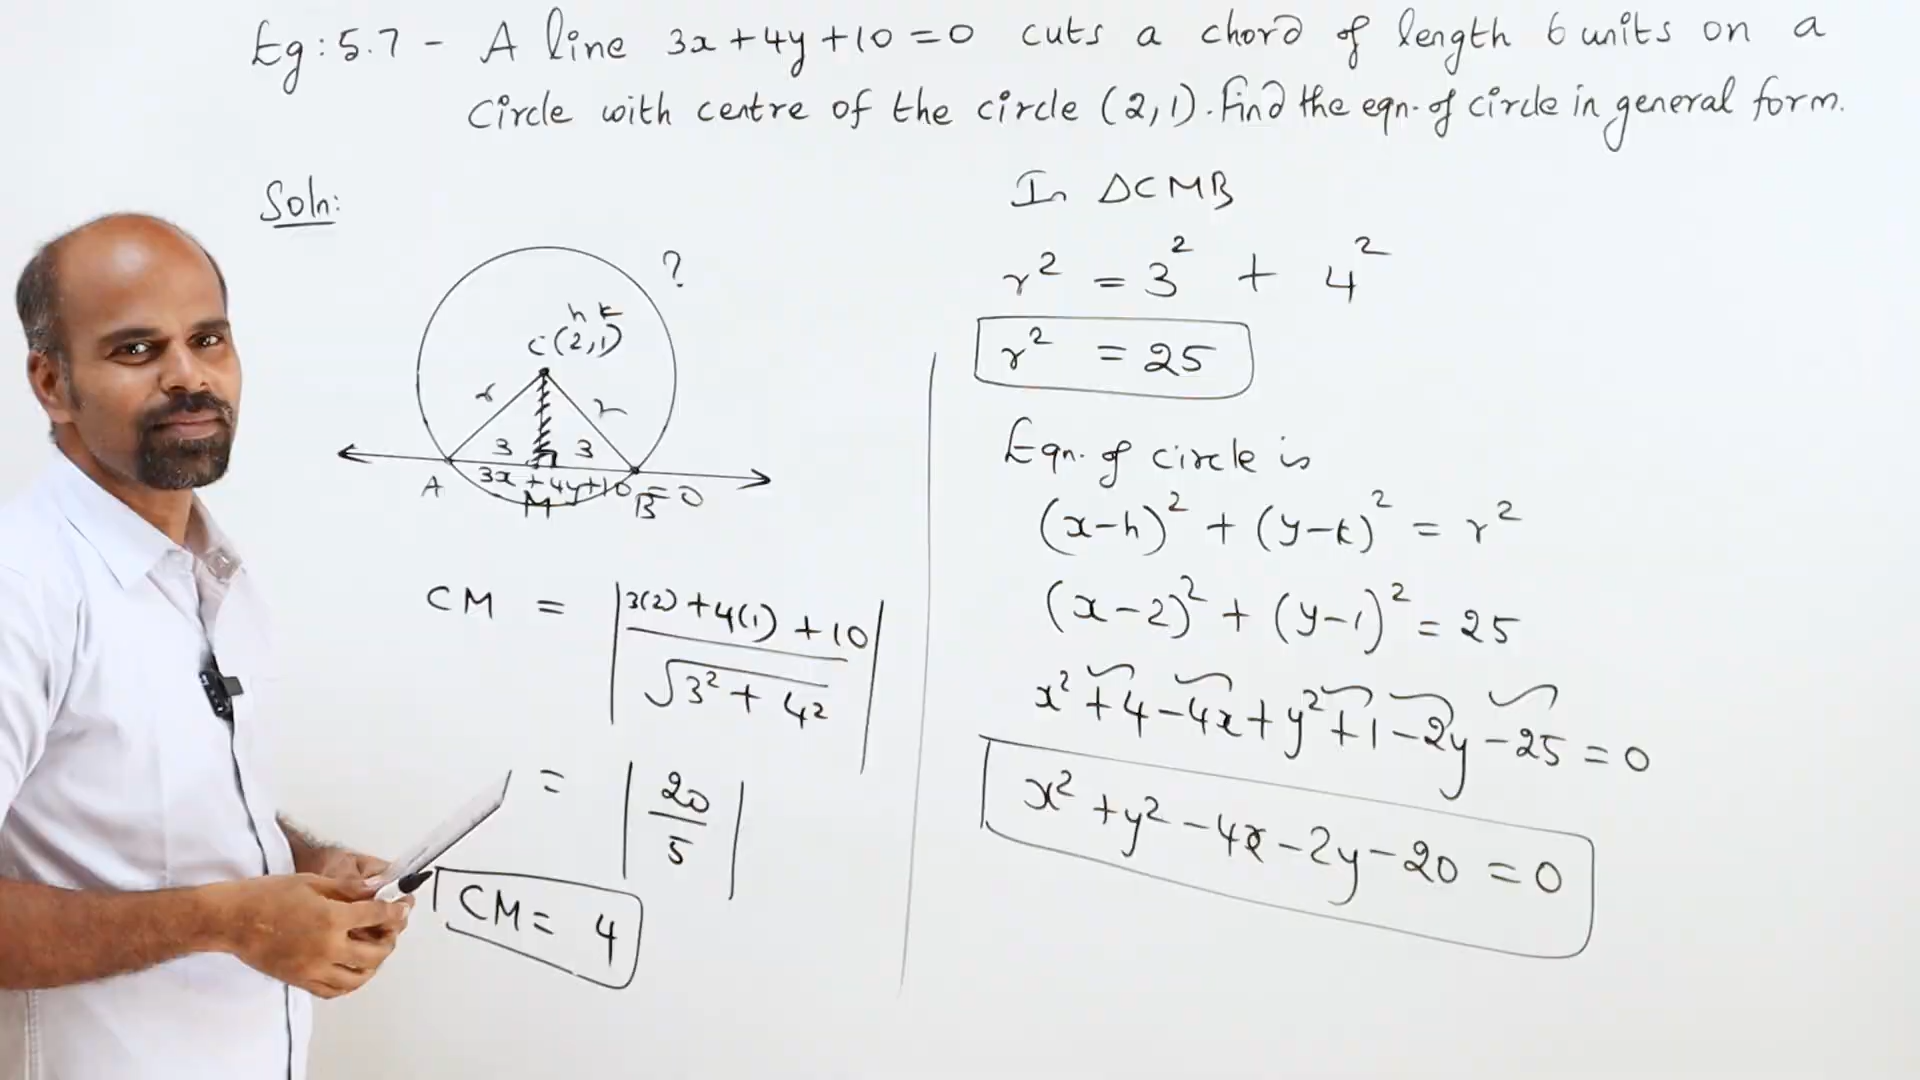 Eg: 5.7 - A line 3x + 4y + 10 = 0 cuts a chord of length 6 units on a
circle with centre of the circle (2,1). Find the eqn. of circle in general form.
Soln:
?
h k
C (2,1)
r r
3 3
3x + 4y + 10 = 0
A M B
CM = |3(2) + 4(1) + 10 / √3² + 4²|
= |20/5|
CM = 4
In ΔCMB
r² = 3² + 4²
r² = 25
Eqn. of circle is
(x-h)² + (y-k)² = r²
(x-2)² + (y-1)² = 25
x² + 4 - 4x + y² + 1 - 2y - 25 = 0
x² + y² - 4x - 2y - 20 = 0